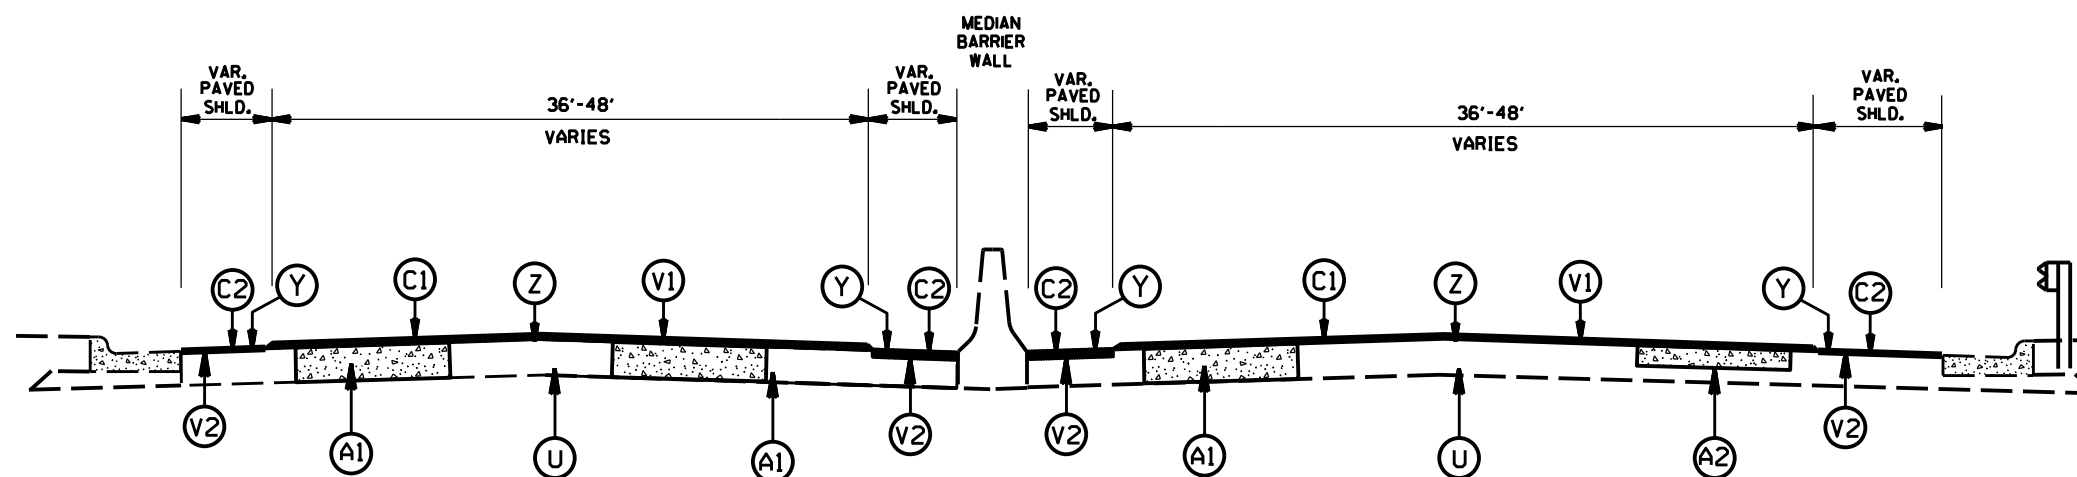 MEDIAN
BARRIER
WALL
VAR.
PAVED
SHLD.
VAR.
PAVED
SHLD.
VAR.
PAVED
SHLD.
VAR.
PAVED
SHLD.
36'-48'
VARIES
36'-48'
VARIES
C2 Y C1 Z V1 Y C2 C2 Y C1 Z V1 Y C2
V2 A1 U A1 V2 V2 A1 U A2 V2